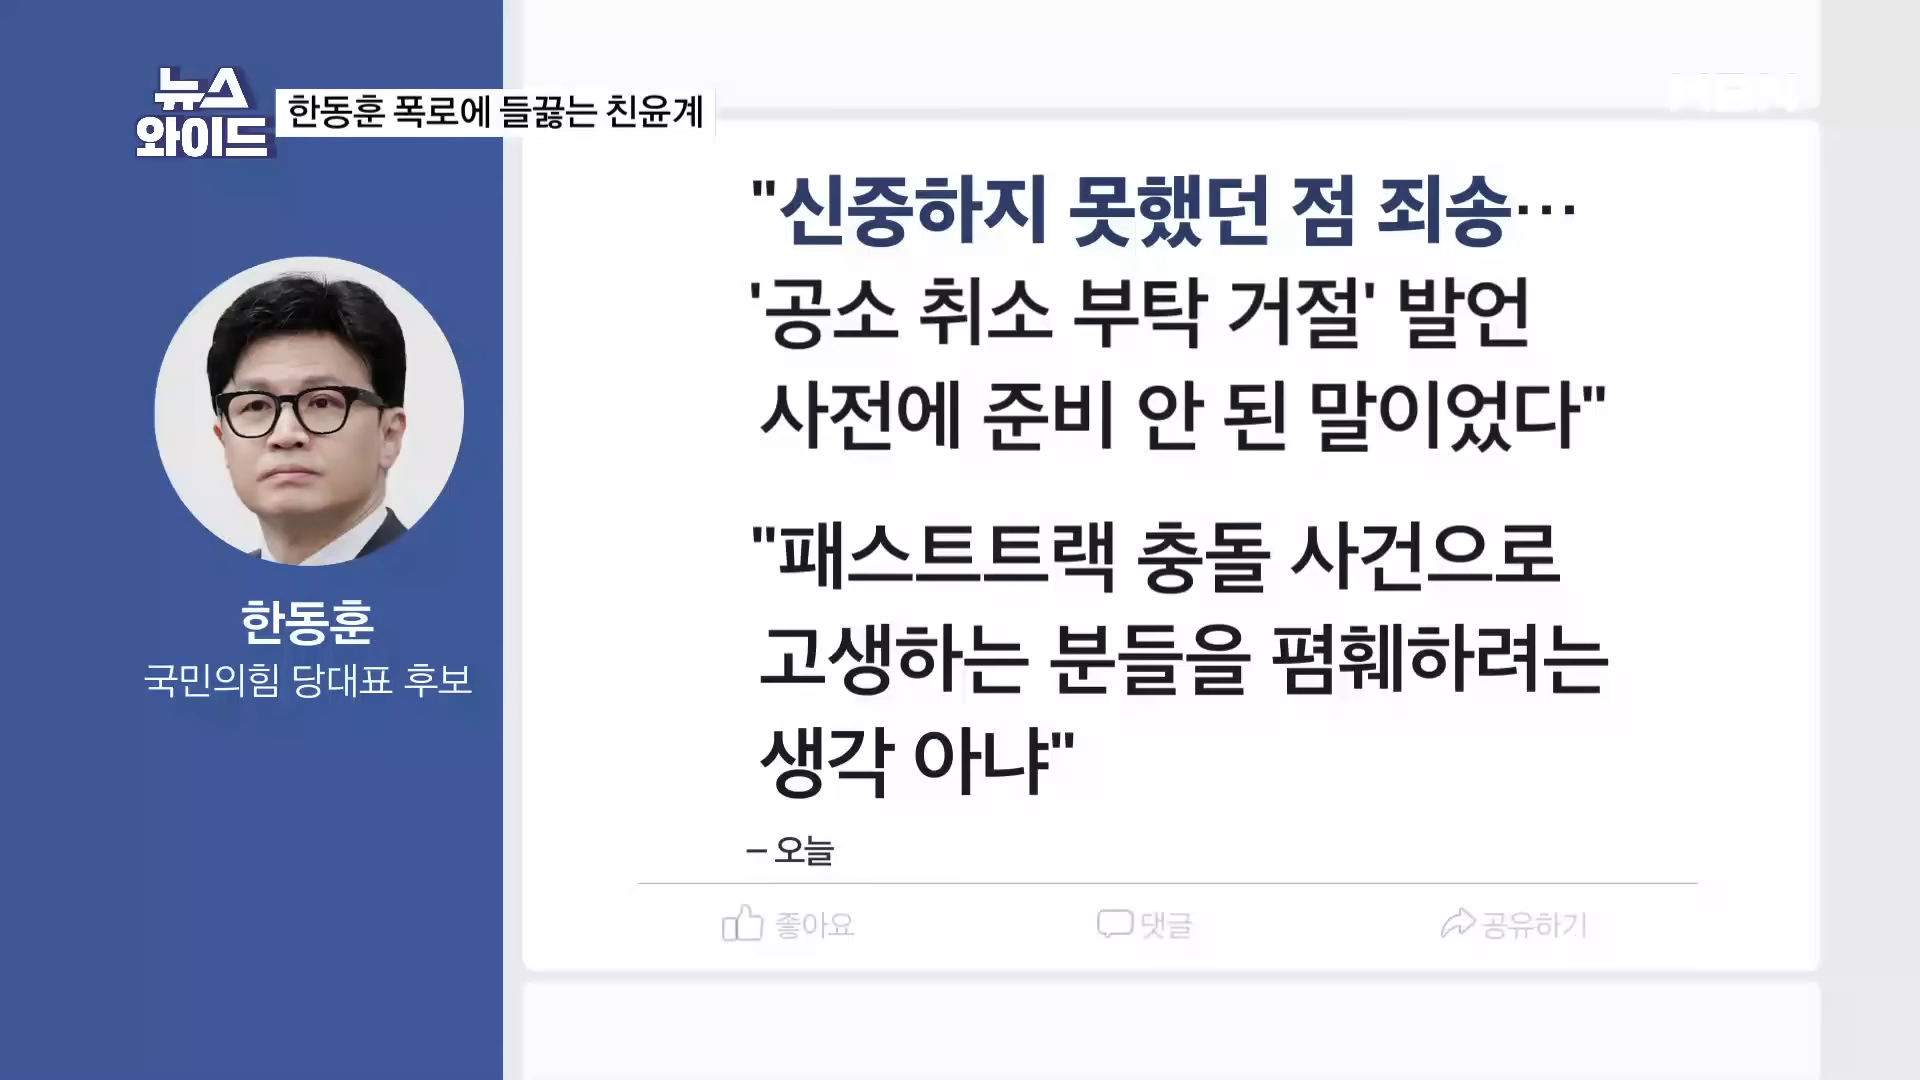 뉴스
와이드
한동훈 폭로에 들끓는 친윤계
MBN
"신중하지 못했던 점 죄송…
'공소 취소 부탁 거절' 발언
사전에 준비 안 된 말이었다"
"패스트트랙 충돌 사건으로
고생하는 분들을 폄훼하려는
생각 아냐"
– 오늘
한동훈
국민의힘 당대표 후보
좋아요 댓글 공유하기